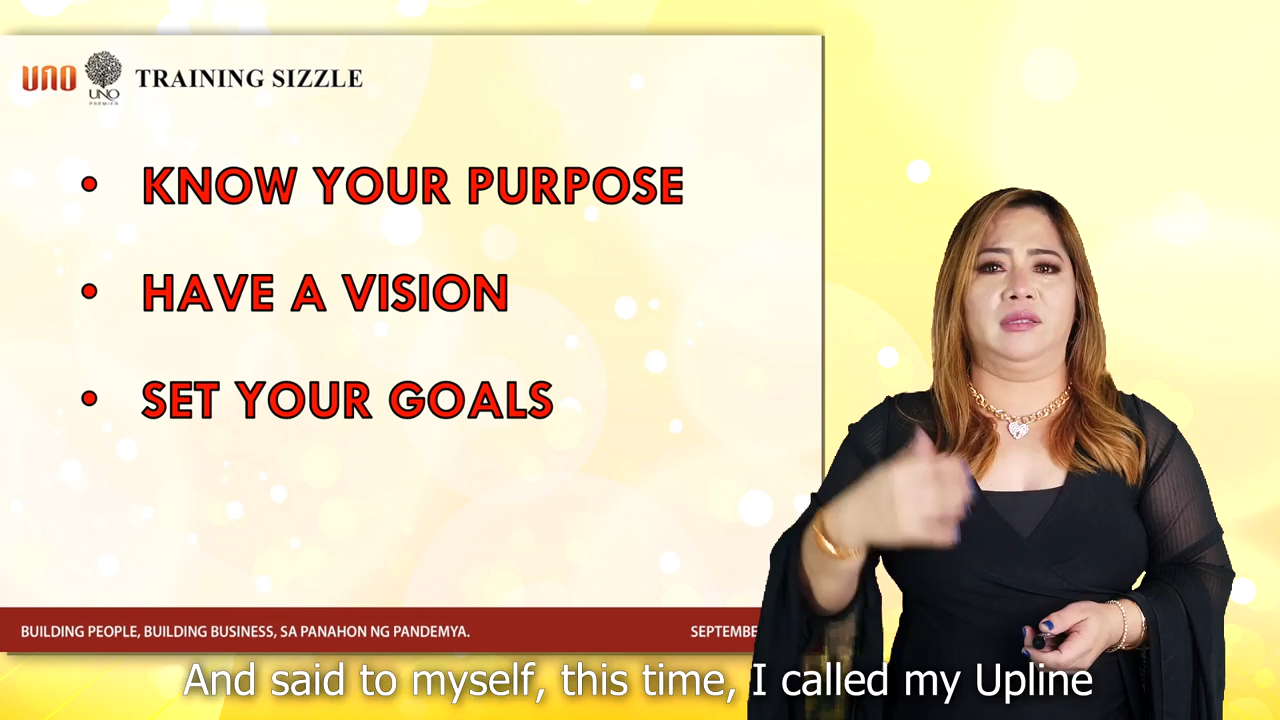 UNO
UNO
PREMIER
TRAINING SIZZLE
• KNOW YOUR PURPOSE
• HAVE A VISION
• SET YOUR GOALS
BUILDING PEOPLE, BUILDING BUSINESS, SA PANAHON NG PANDEMYA.
SEPTEMBE
And said to myself, this time, I called my Upline